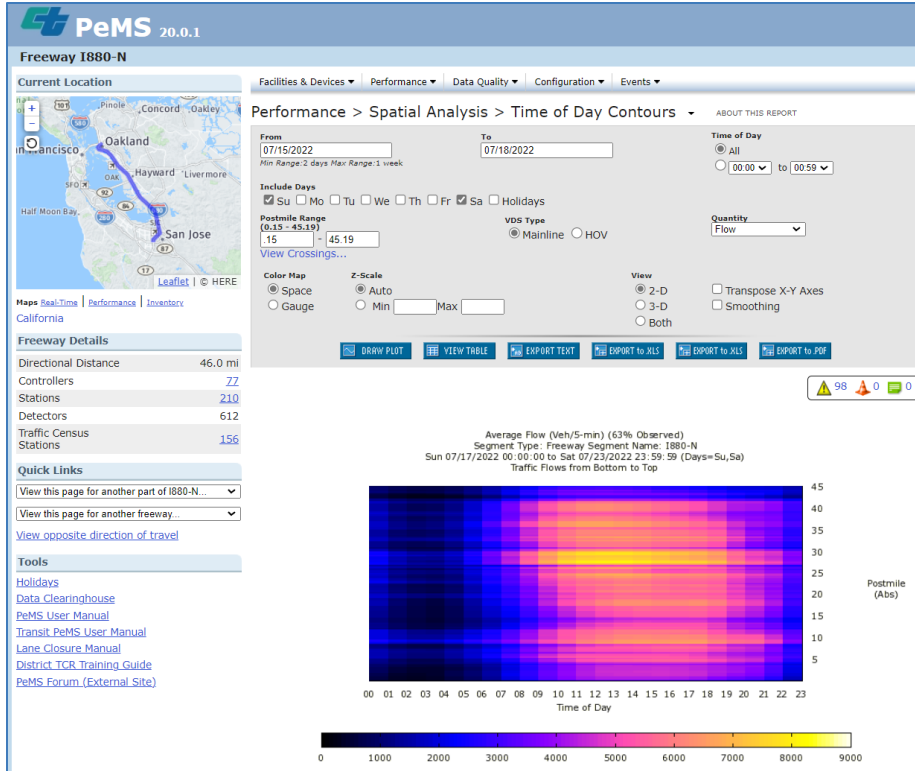 PeMS 20.0.1
Freeway I880-N
Current Location
Facilities & Devices Performance Data Quality Configuration Events
+
−
101
Pinole
Concord
Oakley
580
Oakland
n Francisco
OAK
Hayward
Livermore
SFO
92
84
Half Moon Bay
280
San Jose
87
17
Leaflet | © HERE
Maps Real-Time | Performance | Inventory
California
Freeway Details
Directional Distance 46.0 mi
Controllers 77
Stations 210
Detectors 612
Traffic Census Stations 156
Quick Links
View this page for another part of I880-N...
View this page for another freeway...
View opposite direction of travel
Tools
Holidays
Data Clearinghouse
PeMS User Manual
Transit PeMS User Manual
Lane Closure Manual
District TCR Training Guide
PeMS Forum (External Site)
Performance > Spatial Analysis > Time of Day Contours ABOUT THIS REPORT
From To Time of Day
07/15/2022 07/18/2022 All
Min Range:2 days Max Range:1 week
00:00 to 00:59
Include Days
Su Mo Tu We Th Fr Sa Holidays
Postmile Range VDS Type Quantity
(0.15 - 45.19) Mainline HOV Flow
.15 - 45.19
View Crossings...
Color Map Z-Scale View
Space Auto 2-D Transpose X-Y Axes
Gauge Min Max 3-D Smoothing
Both
DRAW PLOT VIEW TABLE EXPORT TEXT EXPORT to .XLS EXPORT to .XLS EXPORT to .PDF
98 0 0
Average Flow (Veh/5-min) (63% Observed)
Segment Type: Freeway Segment Name: I880-N
Sun 07/17/2022 00:00:00 to Sat 07/23/2022 23:59:59 (Days=Su,Sa)
Traffic Flows from Bottom to Top
45
40
35
30
25
20
15
10
5
Postmile
(Abs)
00 01 02 03 04 05 06 07 08 09 10 11 12 13 14 15 16 17 18 19 20 21 22 23
Time of Day
0 1000 2000 3000 4000 5000 6000 7000 8000 9000